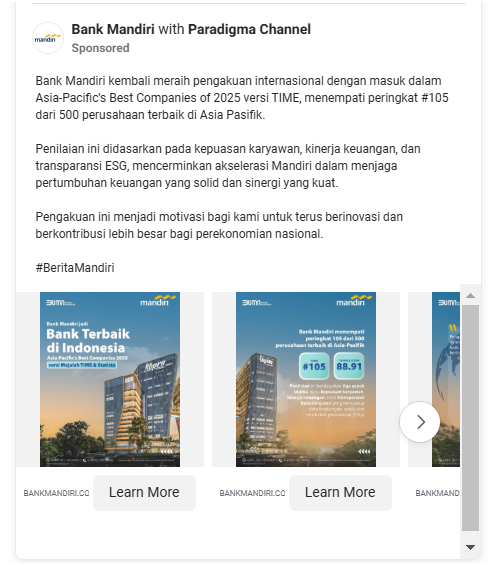 Bank Mandiri with Paradigma Channel
Sponsored
mandiri
Bank Mandiri kembali meraih pengakuan internasional dengan masuk dalam
Asia-Pacific's Best Companies of 2025 versi TIME, menempati peringkat #105
dari 500 perusahaan terbaik di Asia Pasifik.
Penilaian ini didasarkan pada kepuasan karyawan, kinerja keuangan, dan
transparansi ESG, mencerminkan akselerasi Mandiri dalam menjaga
pertumbuhan keuangan yang solid dan sinergi yang kuat.
Pengakuan ini menjadi motivasi bagi kami untuk terus berinovasi dan
berkontribusi lebih besar bagi perekonomian nasional.
#BeritaMandiri
mandiri
Bank Mandiri jadi
Bank Terbaik
di Indonesia
Asia-Pacific's Best Companies 2025
versi Majalah TIME & Statista
BANKMANDIRI.CO
Learn More
mandiri
Bank Mandiri menempati
peringkat 105 dari 500
perusahaan terbaik di Asia-Pasifik
#105
88.91
BANKMANDIRI.CO
Learn More
BANKMAND